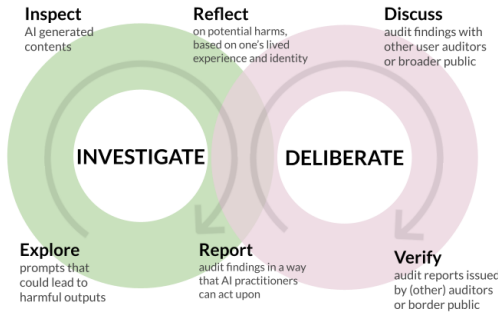 Inspect
AI generated
contents
Reflect
on potential harms,
based on one's lived
experience and identity
Discuss
audit findings with
other user auditors
or broader public
INVESTIGATE
DELIBERATE
Explore
prompts that
could lead to
harmful outputs
Report
audit findings in a way
that AI practitioners
can act upon
Verify
audit reports issued
by (other) auditors
or border public